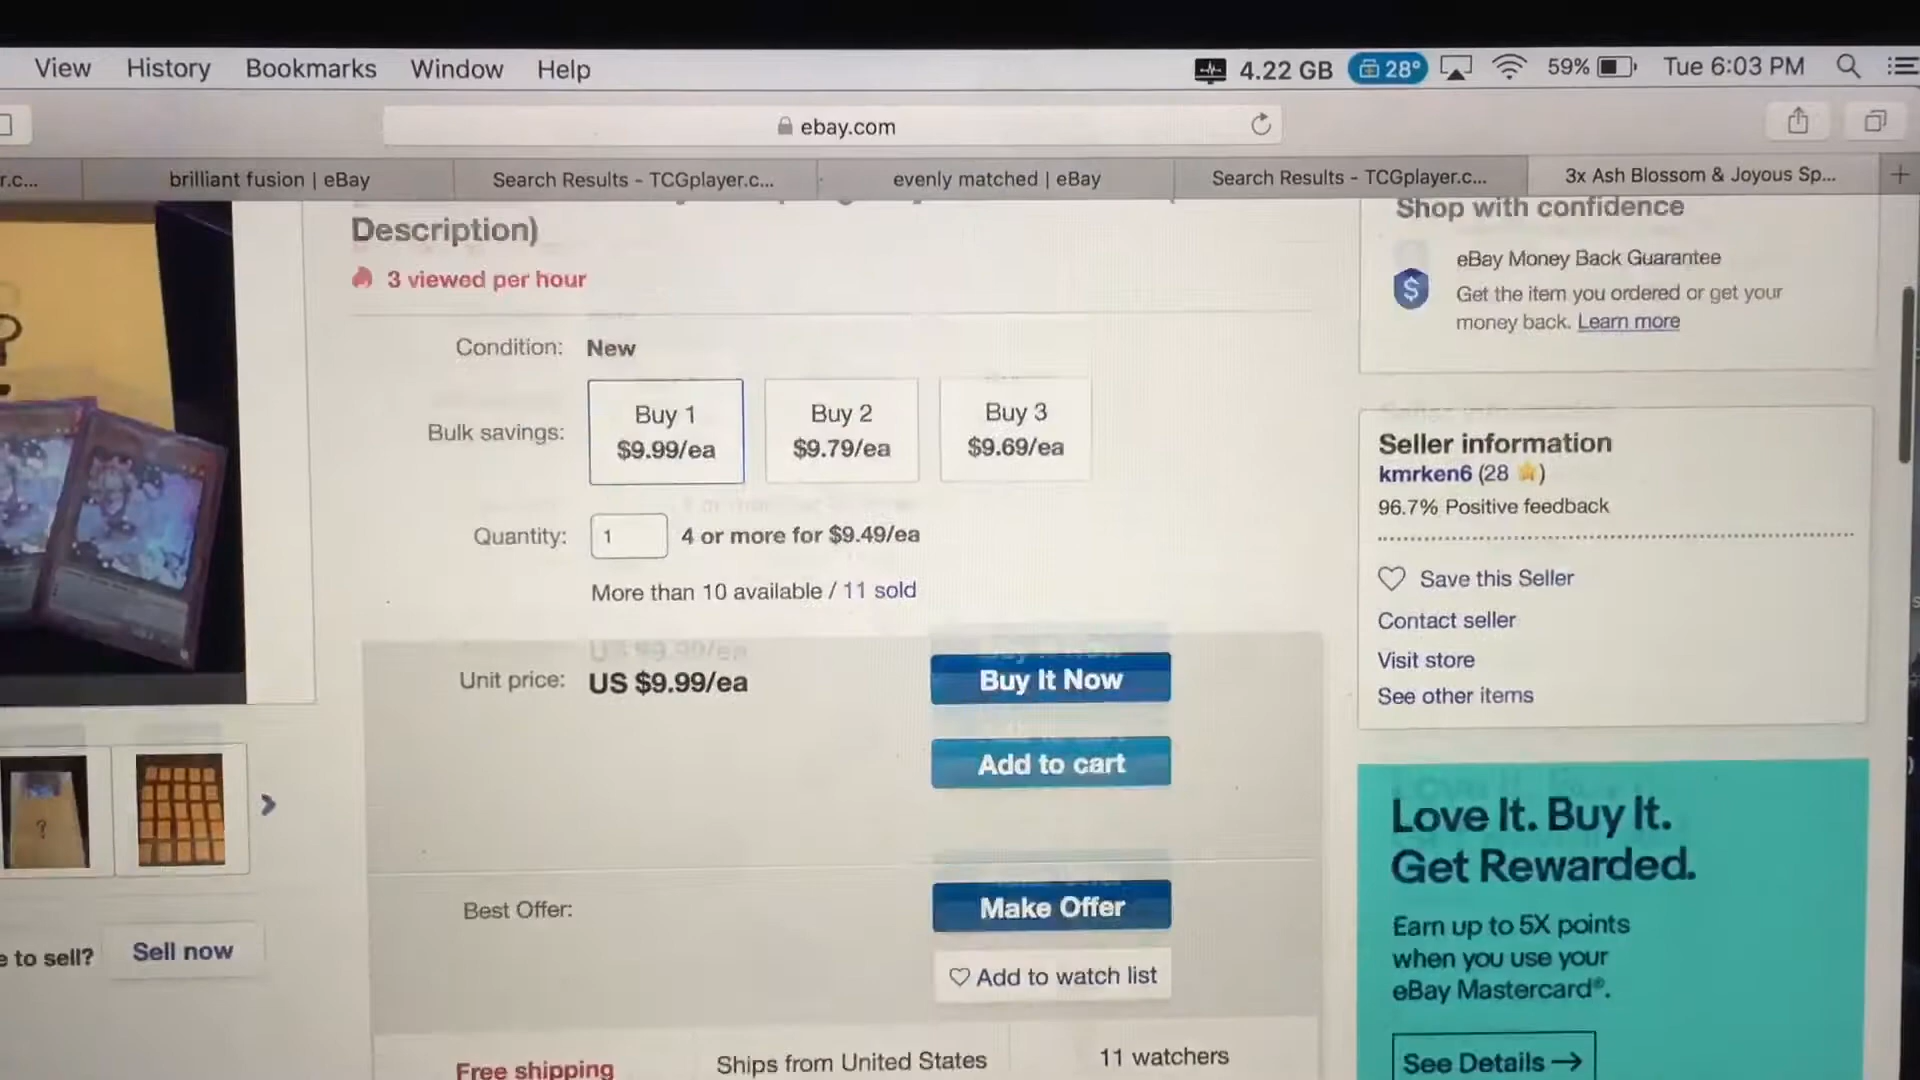 View History Bookmarks Window Help 4.22 GB 28° 59% Tue 6:03 PM
ebay.com
r.c... brilliant fusion | eBay Search Results - TCGplayer.c... evenly matched | eBay Search Results - TCGplayer.c... 3x Ash Blossom & Joyous Sp... +
Description)
3 viewed per hour
Condition: New
Bulk savings:
Buy 1
$9.99/ea
Buy 2
$9.79/ea
Buy 3
$9.69/ea
Quantity: 1 4 or more for $9.49/ea
More than 10 available / 11 sold
Unit price: US $9.99/ea
Buy It Now
Add to cart
Best Offer:
Make Offer
Add to watch list
Free shipping Ships from United States 11 watchers
?
e to sell? Sell now
Shop with confidence
$
eBay Money Back Guarantee
Get the item you ordered or get your
money back. Learn more
Seller information
kmrken6 (28 )
96.7% Positive feedback
Save this Seller
Contact seller
Visit store
See other items
Love It. Buy It.
Get Rewarded.
Earn up to 5X points
when you use your
eBay Mastercard®.
See Details →